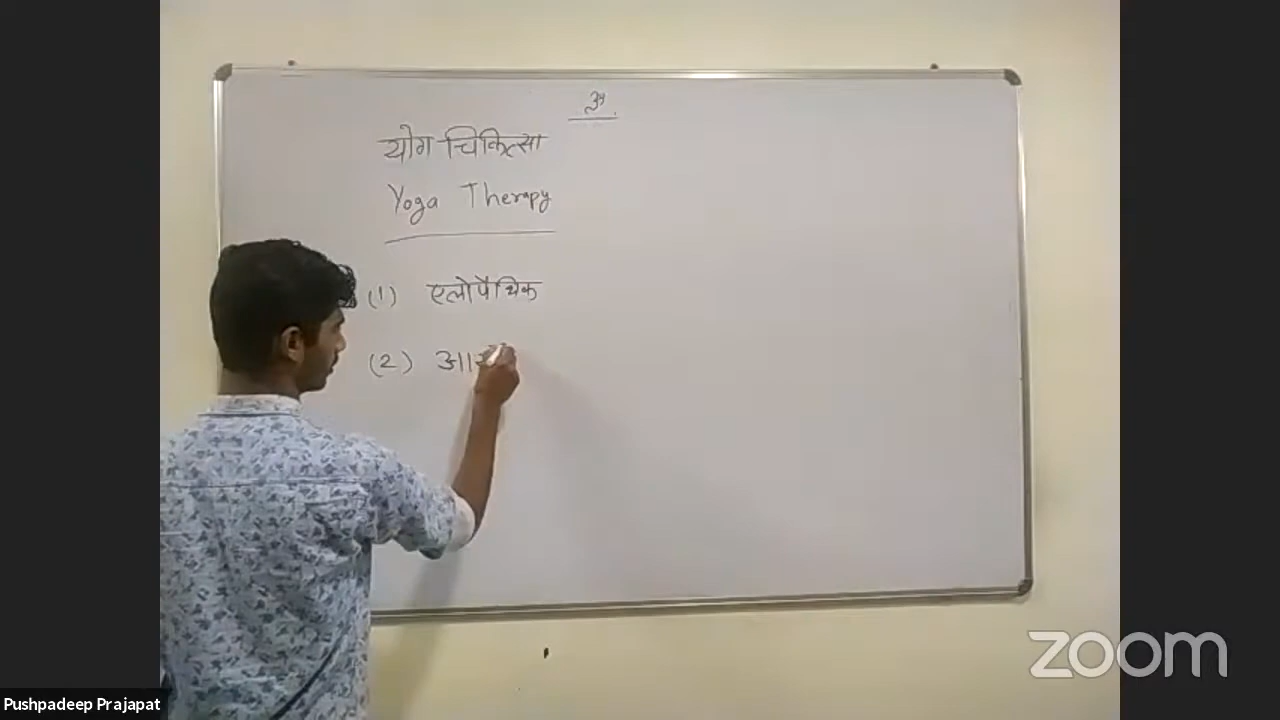 ॐ
योग चिकित्सा
Yoga Therapy
(1) एलोपैथिक
(2)
zoom
Pushpadeep Prajapat